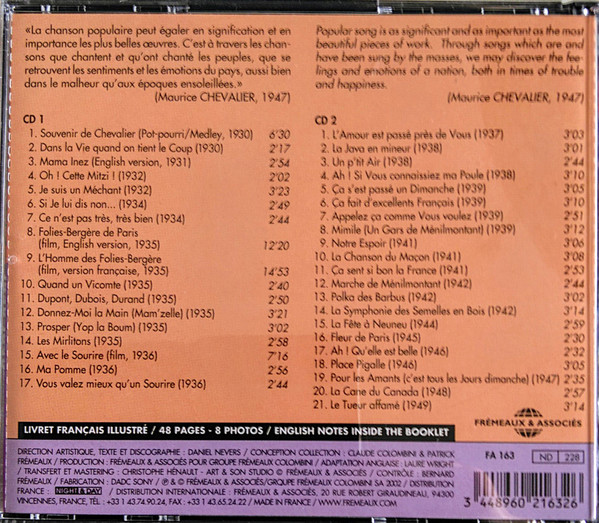 «La chanson populaire peut égaler en signification et en
importance les plus belles œuvres. C'est à travers les chan-
sons que chantent et qu'ont chanté les peuples, que se
retrouvent les sentiments et les émotions du pays, aussi bien
dans le malheur qu'aux époques ensoleillées.»
(Maurice CHEVALIER, 1947)
Popular song is as significant and as important as the most
beautiful pieces of work. Through songs which are and
have been sung by the masses, we may discover the fee-
lings and emotions of a nation, both in times of trouble
and happiness.
(Maurice CHEVALIER, 1947)
CD 1
1. Souvenir de Chevalier (Pot-pourri/Medley, 1930) 6'30
2. Dans la Vie quand on tient le Coup (1930) 2'17
3. Mama Inez (English version, 1931) 2'54
4. Oh ! Cette Mitzi ! (1932) 2'02
5. Je suis un Méchant (1932) 3'23
6. Si Je lui dis non... (1934) 2'49
7. Ce n'est pas très, très bien (1934) 2'44
8. Folies-Bergère de Paris
(film, English version, 1935) 12'20
9. L'Homme des Folies-Bergère
(film, version française, 1935) 14'53
10. Quand un Vicomte (1935) 2'40
11. Dupont, Dubois, Durand (1935) 2'50
12. Donnez-Moi la Main (Mam'zelle) (1935) 3'21
13. Prosper (Yop la Boum) (1935) 3'02
14. Les Mirlitons (1935) 2'58
15. Avec le Sourire (film, 1936) 7'16
16. Ma Pomme (1936) 2'56
17. Vous valez mieux qu'un Sourire (1936) 2'44
CD 2
1. L'Amour est passé près de Vous (1937) 3'03
2. La Java en mineur (1938) 3'01
3. Un p'tit Air (1938) 2'44
4. Ah ! Si Vous connaissiez ma Poule (1938) 3'10
5. Ça s'est passé un Dimanche (1939) 3'05
6. Ça fait d'excellents Français (1939) 3'10
7. Appelez ça comme Vous voulez (1939) 2'51
8. Mimile (Un Gars de Ménilmontant) (1939) 3'12
9. Notre Espoir (1941) 3'06
10. La Chanson du Maçon (1941) 3'08
11. Ça sent si bon la France (1941) 2'53
12. Marche de Ménilmontant (1942) 2'44
13. Polka des Barbus (1942) 3'02
14. La Symphonie des Semelles en Bois (1942) 3'14
15. La Fête à Neuneu (1944) 2'59
16. Fleur de Paris (1945) 2'30
17. Ah ! Qu'elle est belle (1946) 2'32
18. Place Pigalle (1946) 3'05
19. Pour les Amants (c'est tous les Jours dimanche) (1947) 2'35
20. La Cane du Canada (1948) 2'57
21. Le Tueur affamé (1949) 3'14
LIVRET FRANÇAIS ILLUSTRÉ / 48 PAGES - 8 PHOTOS / ENGLISH NOTES INSIDE THE BOOKLET
FRÉMEAUX & ASSOCIÉS
DIRECTION ARTISTIQUE, TEXTE ET DISCOGRAPHIE : DANIEL NEVERS / CONCEPTION COLLECTION : CLAUDE COLOMBINI & PATRICK
FRÉMEAUX / PRODUCTION : FRÉMEAUX & ASSOCIÉS POUR GROUPE FRÉMEAUX COLOMBINI / ADAPTATION ANGLAISE : LAURE WRIGHT
/ TRANSFERT ET MASTERING : CHRISTOPHE HÉNAULT - ART & SON STUDIO © FRÉMEAUX & ASSOCIÉS / CONTRÔLE : BERNARD
FRÉMEAUX / FABRICATION : DADC SONY / ℗ & © FRÉMEAUX & GROUPE FRÉMEAUX COLOMBINI SA 2002 / DISTRIBUTION
FRANCE : NIGHT & DAY / DISTRIBUTION INTERNATIONALE : FRÉMEAUX & ASSOCIÉS, 20 RUE ROBERT GIRAUDINEAU, 94300
VINCENNES, FRANCE, TÉL : +33 1 43.74.90.24, FAX : +33 1 43.65.24.22 / MADE IN FRANCE / WWW.FREMEAUX.COM
FA 163 ND 228
3 448960 216326